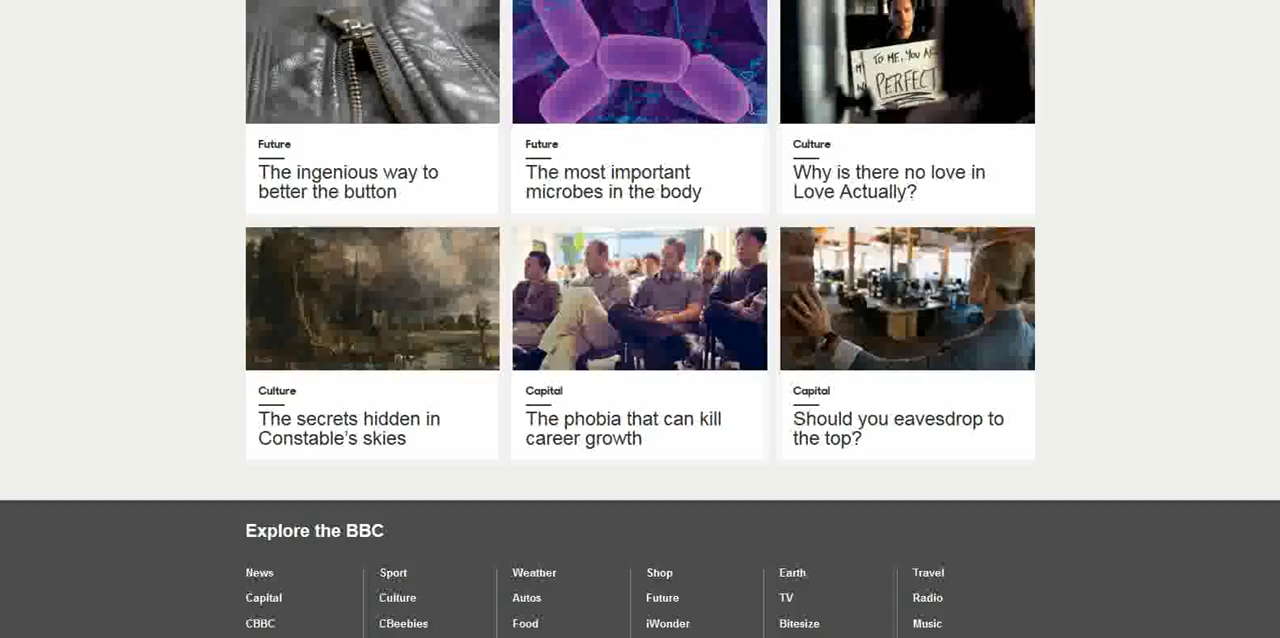 TO ME, YOU
PERFECT
Future
The ingenious way to
better the button
Future
The most important
microbes in the body
Culture
Why is there no love in
Love Actually?
Culture
The secrets hidden in
Constable's skies
Capital
The phobia that can kill
career growth
Capital
Should you eavesdrop to
the top?
Explore the BBC
News
Sport
Weather
Shop
Earth
Travel
Capital
Culture
Autos
Future
TV
Radio
CBBC
CBeebies
Food
iWonder
Bitesize
Music